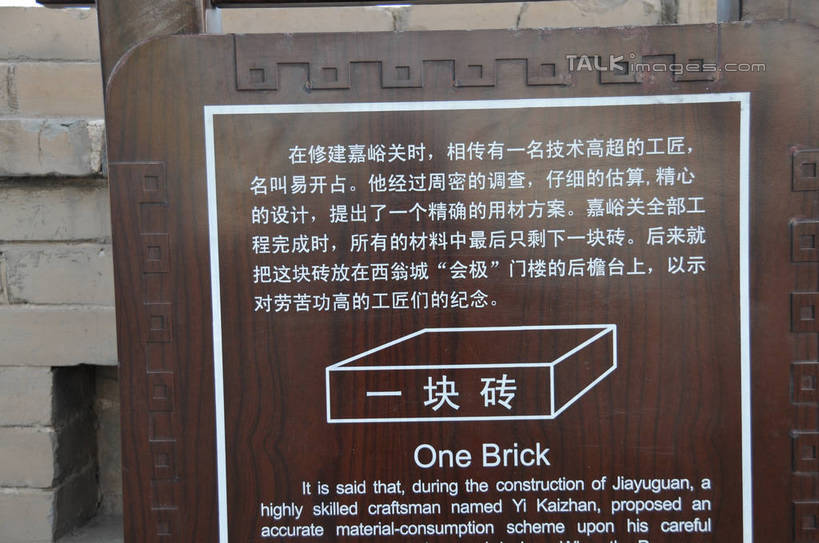 TALKimages.com
在修建嘉峪关时，相传有一名技术高超的工匠，
名叫易开占。他经过周密的调查，仔细的估算,精心
的设计，提出了一个精确的用材方案。嘉峪关全部工
程完成时，所有的材料中最后只剩下一块砖。后来就
把这块砖放在西翁城“会极”门楼的后檐台上，以示
对劳苦功高的工匠们的纪念。
一块砖
One Brick
It is said that, during the construction of Jiayuguan, a
highly skilled craftsman named Yi Kaizhan, proposed an
accurate material-consumption scheme upon his careful